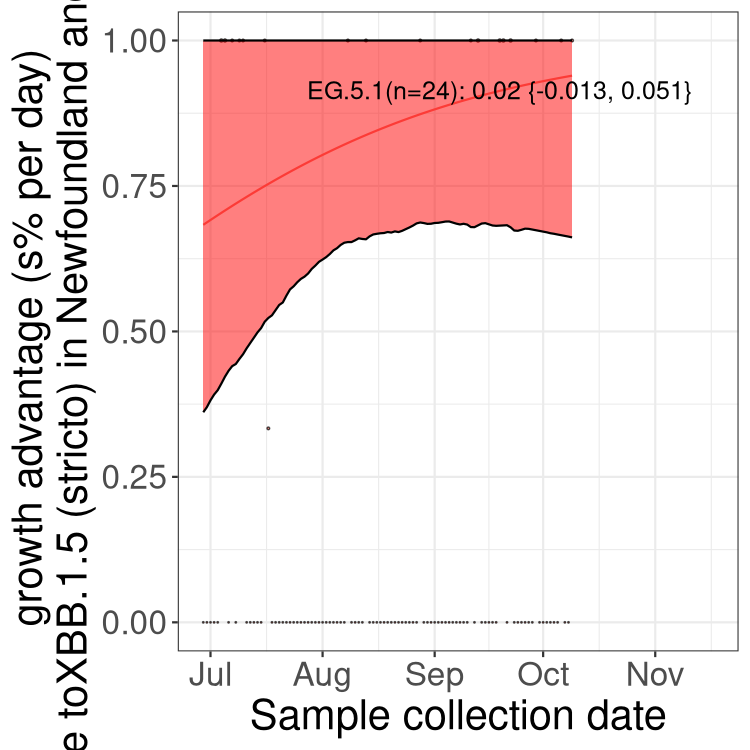 growth advantage (s% per day)
toXBB.1.5 (stricto) in Newfoundland
1.00
0.75
0.50
0.25
0.00
EG.5.1(n=24): 0.02 {-0.013, 0.051}
Jul Aug Sep Oct Nov
Sample collection date